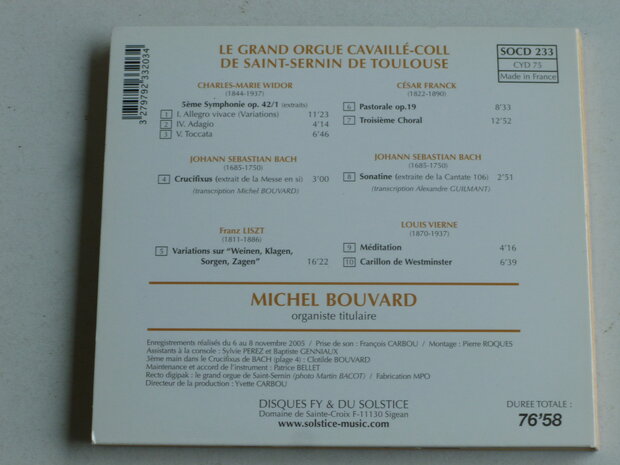 LE GRAND ORGUE CAVAILLÉ-COLL
DE SAINT-SERNIN DE TOULOUSE
SOCD 233
CYD 75
Made in France
3 279792 332034
CHARLES-MARIE WIDOR
(1844-1937)
5ème Symphonie op. 42/1 (extraits)
1 I. Allegro vivace (Variations) 11'23
2 IV. Adagio 4'14
3 V. Toccata 6'46
JOHANN SEBASTIAN BACH
(1685-1750)
4 Crucifixus (extrait de la Messe en si) 3'00
(transcription Michel BOUVARD)
Franz LISZT
(1811-1886)
5 Variations sur "Weinen, Klagen,
Sorgen, Zagen" 16'22
CÉSAR FRANCK
(1822-1890)
6 Pastorale op.19 8'33
7 Troisième Choral 12'52
JOHANN SEBASTIAN BACH
(1685-1750)
8 Sonatine (extraite de la Cantate 106) 2'51
(transcription Alexandre GUILMANT)
LOUIS VIERNE
(1870-1937)
9 Méditation 4'16
10 Carillon de Westminster 6'39
MICHEL BOUVARD
organiste titulaire
Enregistrements réalisés du 6 au 8 novembre 2005 / Prise de son : François CARBOU / Montage : Pierre ROQUES
Assistants à la console : Sylvie PEREZ et Baptiste GENNIAUX
3ème main dans le Crucifixus de BACH (plage 4) : Clotilde BOUVARD
Maintenance et accord de l'instrument : Patrice BELLET
Recto digipak : le grand orgue de Saint-Sernin (photo Martin BACOT) / Fabrication MPO
Directeur de la production : Yvette CARBOU
DISQUES FY & DU SOLSTICE
Domaine de Sainte-Croix F-11130 Sigean
www.solstice-music.com
DUREE TOTALE :
76'58